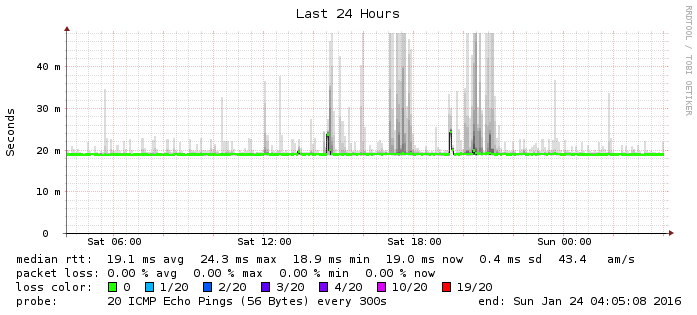 Last 24 Hours
RRDTOOL / TOBI OETIKER
Seconds
40 m
30 m
20 m
10 m
0
Sat 06:00 Sat 12:00 Sat 18:00 Sun 00:00
median rtt: 19.1 ms avg 24.3 ms max 18.9 ms min 19.0 ms now 0.4 ms sd 43.4 am/s
packet loss: 0.00 % avg 0.00 % max 0.00 % min 0.00 % now
loss color: 0 1/20 2/20 3/20 4/20 10/20 19/20
probe: 20 ICMP Echo Pings (56 Bytes) every 300s end: Sun Jan 24 04:05:08 2016